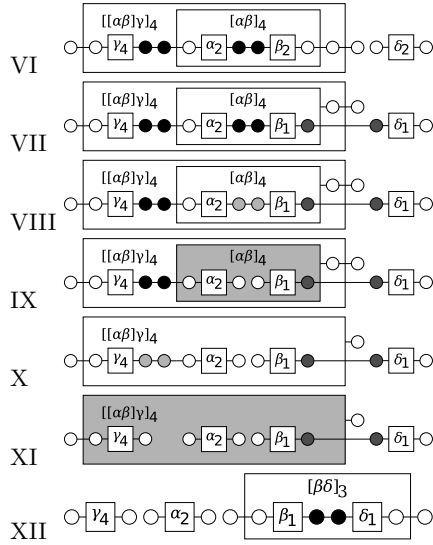 [[αβ]γ]₄ [αβ]₄
VI γ₄ α₂ β₂ δ₂
[[αβ]γ]₄ [αβ]₄
VII γ₄ α₂ β₁ δ₁
[[αβ]γ]₄ [αβ]₄
VIII γ₄ α₂ β₁ δ₁
[[αβ]γ]₄ [αβ]₄
IX γ₄ α₂ β₁ δ₁
[[αβ]γ]₄
X γ₄ α₂ β₁ δ₁
[[αβ]γ]₄
XI γ₄ α₂ β₁ δ₁
[βδ]₃
XII γ₄ α₂ β₁ δ₁